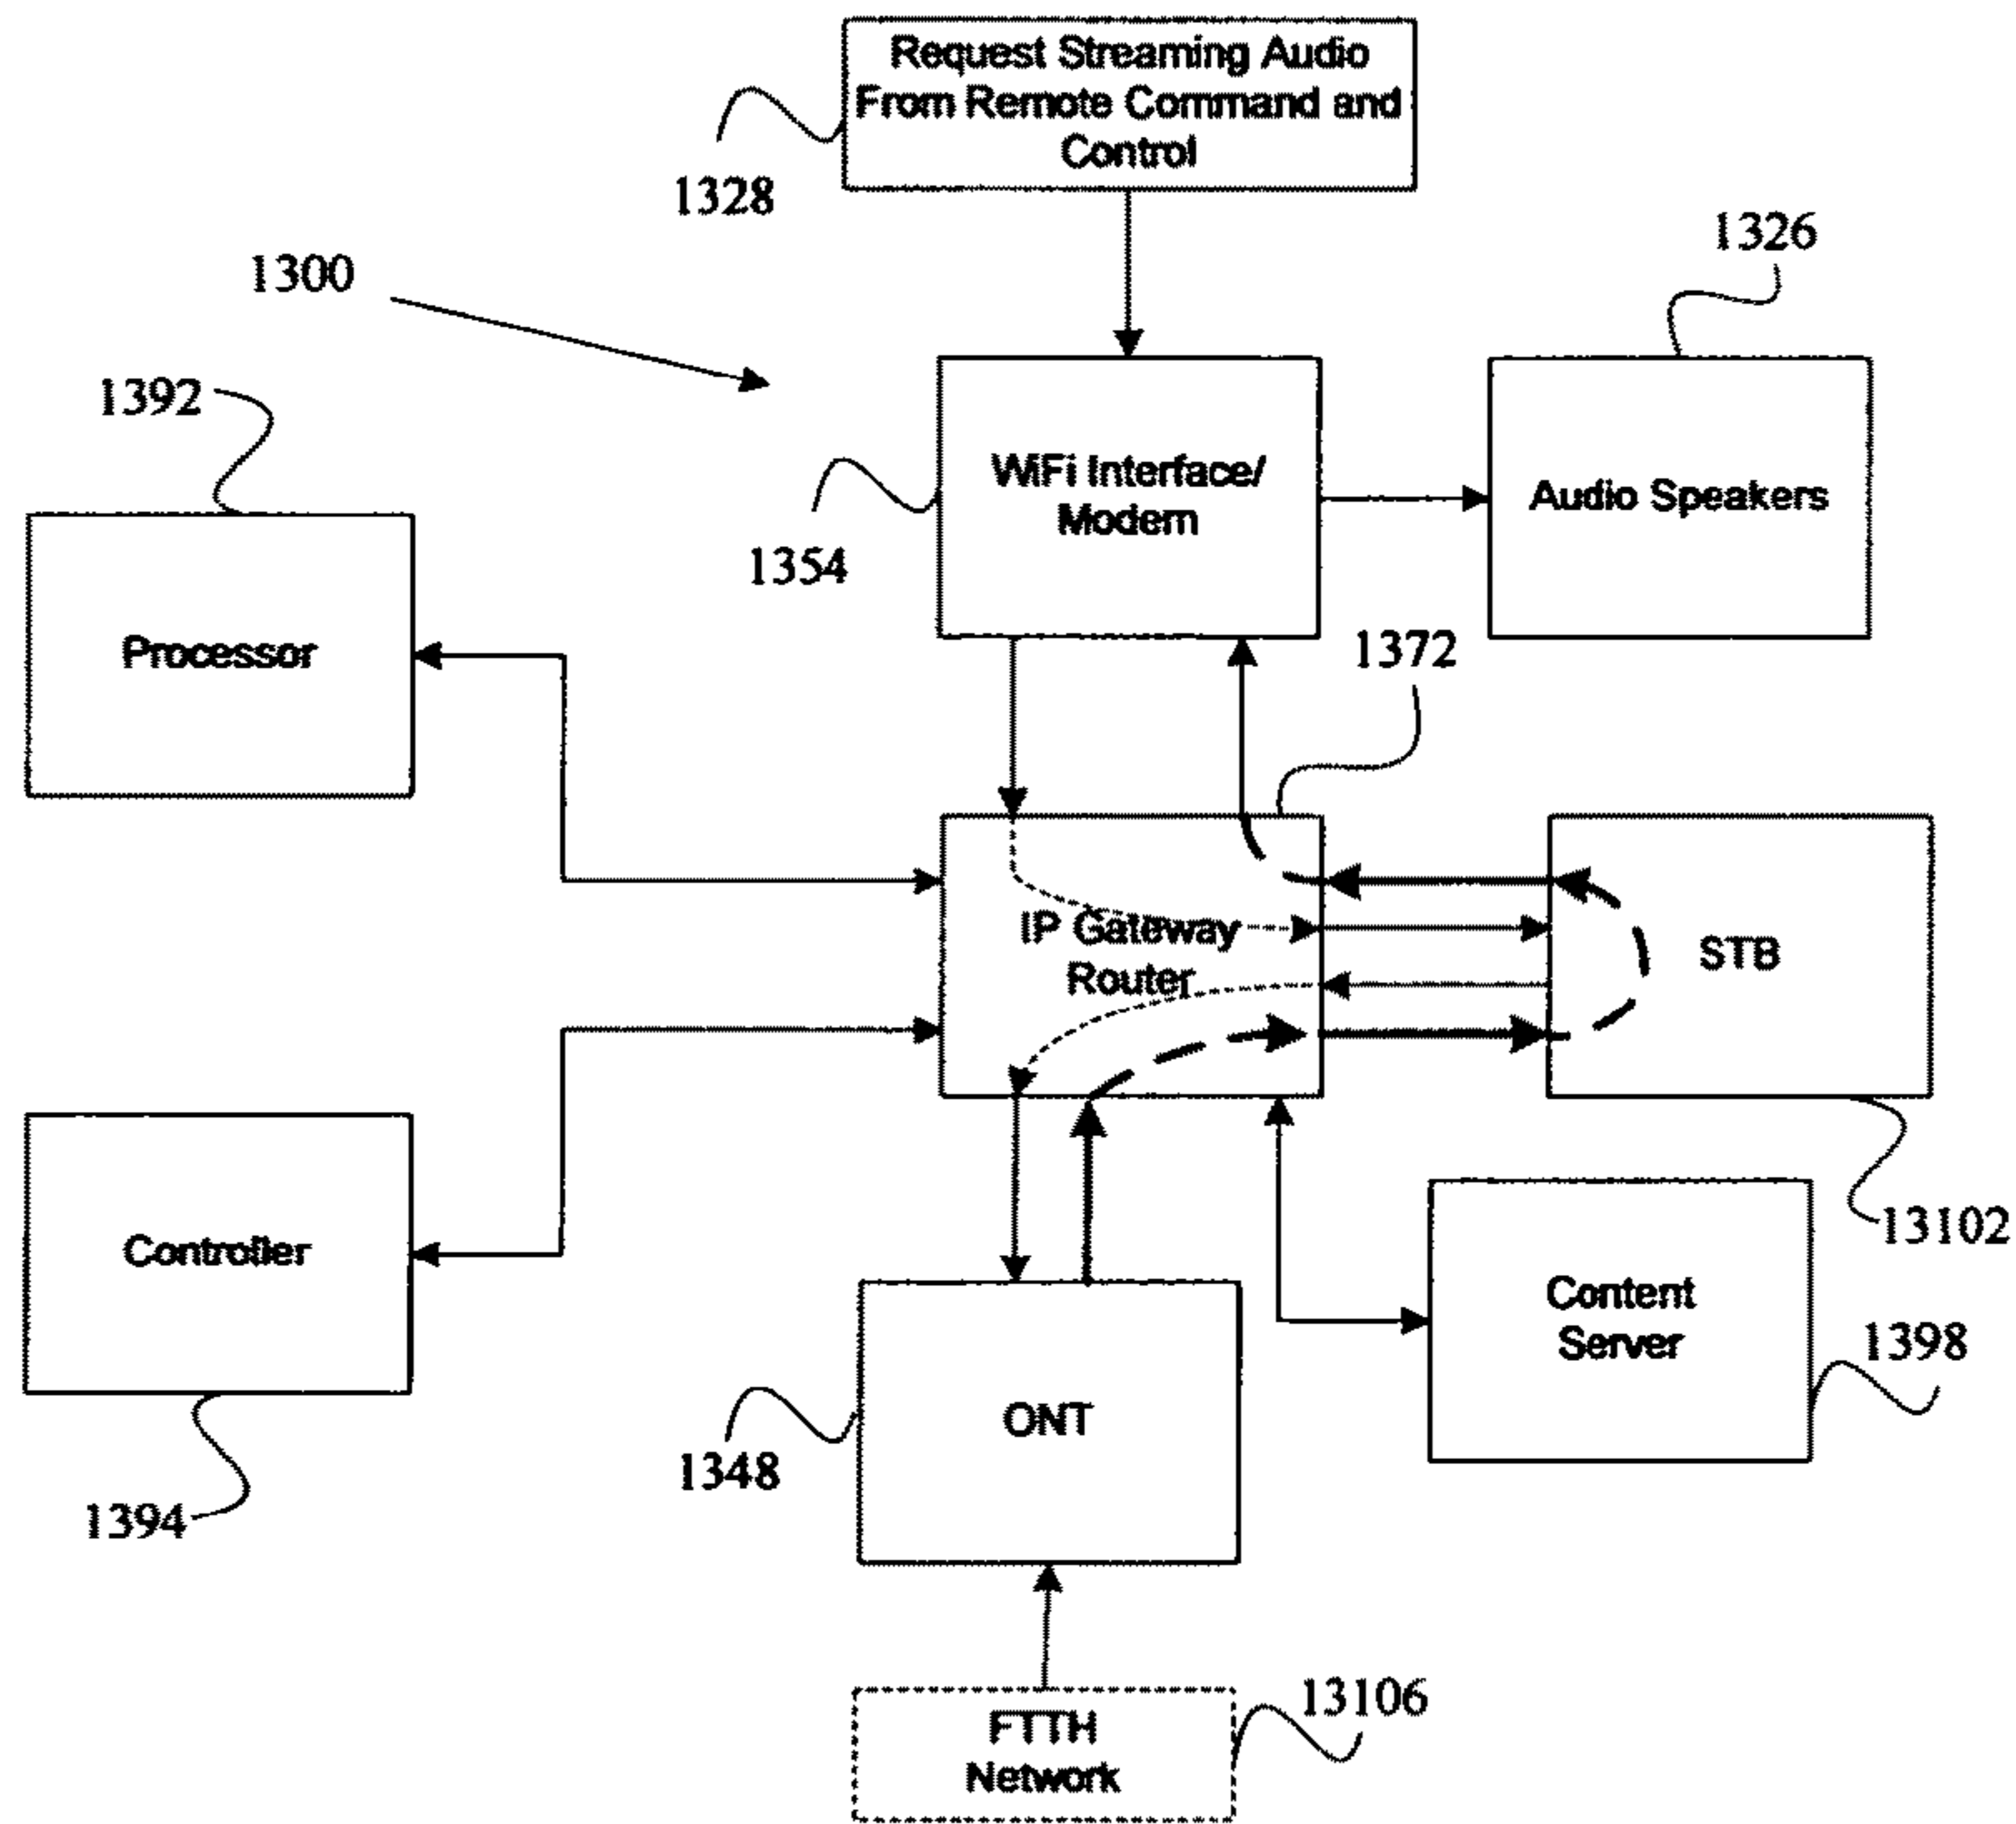 Request Streaming Audio
From Remote Command and
Control
1328
1326
1300
1392
WiFi Interface/
Modem
Audio Speakers
1354
Processor
1372
IP Gateway
Router
STB
13102
Controller
Content
Server
1398
ONT
1348
1394
13106
FTTH
Network